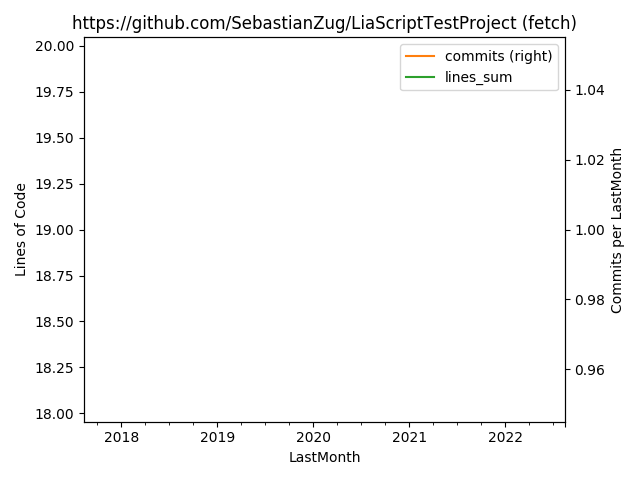 https://github.com/SebastianZug/LiaScriptTestProject (fetch)
commits (right)
lines_sum
20.00
19.75
19.50
19.25
19.00
18.75
18.50
18.25
18.00
Lines of Code
1.04
1.02
1.00
0.98
0.96
Commits per LastMonth
2018 2019 2020 2021 2022
LastMonth